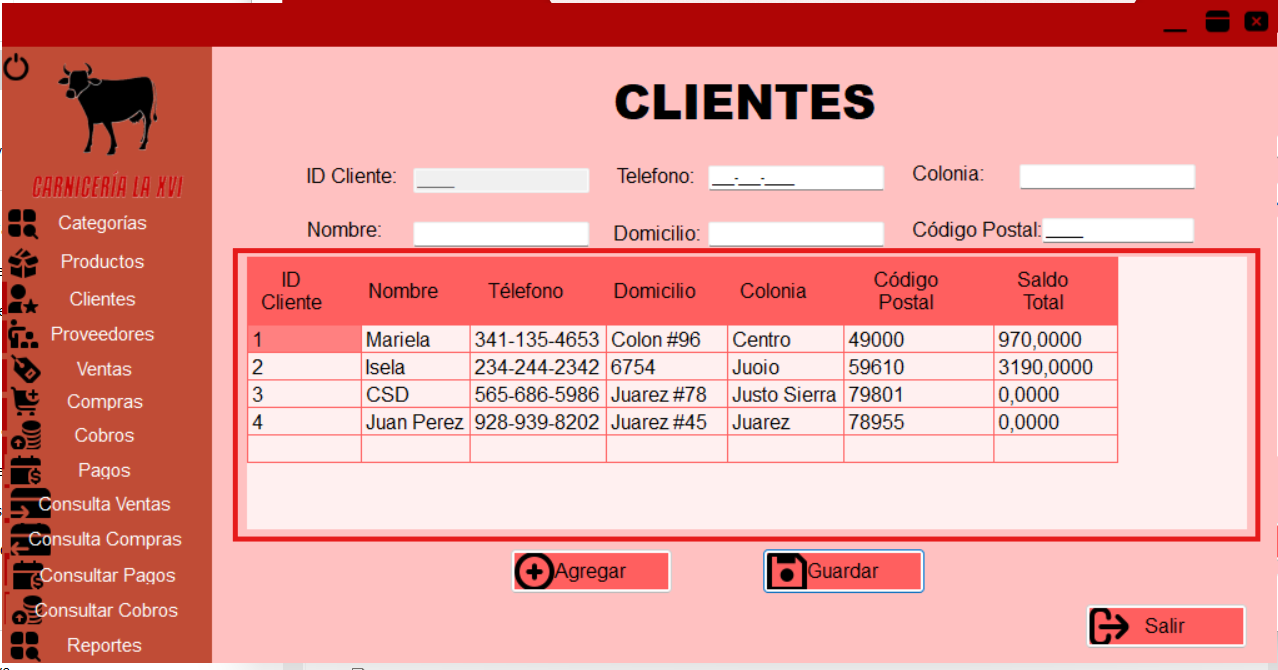 CLIENTES
CARNICERÍA LA XVI
Categorías
Productos
Clientes
Proveedores
Ventas
Compras
Cobros
Pagos
Consulta Ventas
Consulta Compras
Consultar Pagos
Consultar Cobros
Reportes
ID Cliente: Telefono: __-__-___ Colonia:
Nombre: Domicilio: Código Postal:
ID Cliente Nombre Télefono Domicilio Colonia Código Postal Saldo Total
1 Mariela 341-135-4653 Colon #96 Centro 49000 970,0000
2 Isela 234-244-2342 6754 Juoio 59610 3190,0000
3 CSD 565-686-5986 Juarez #78 Justo Sierra 79801 0,0000
4 Juan Perez 928-939-8202 Juarez #45 Juarez 78955 0,0000
Agregar Guardar
Salir